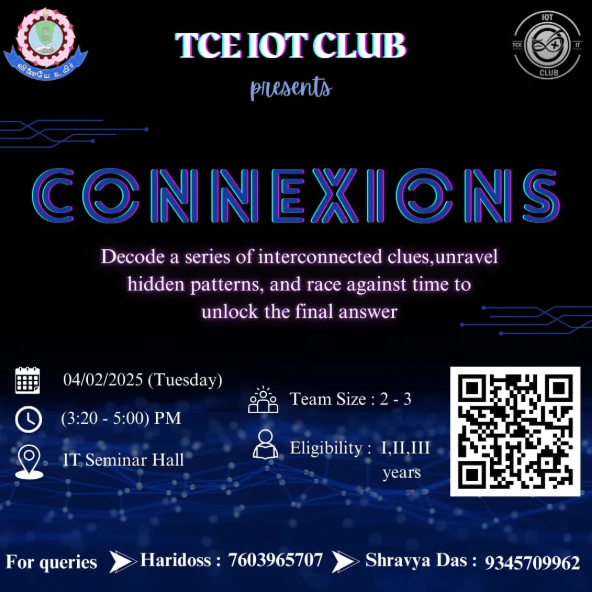 TCE IOT CLUB
IOT
TCE IT
CLUB
வினையே உயிர்
presents
CONNEXIONS
Decode a series of interconnected clues,unravel
hidden patterns, and race against time to
unlock the final answer
04/02/2025 (Tuesday)
(3:20 - 5:00) PM
IT Seminar Hall
Team Size : 2 - 3
Eligibility : I,II,III
years
For queries Haridoss : 7603965707 Shravya Das : 9345709962